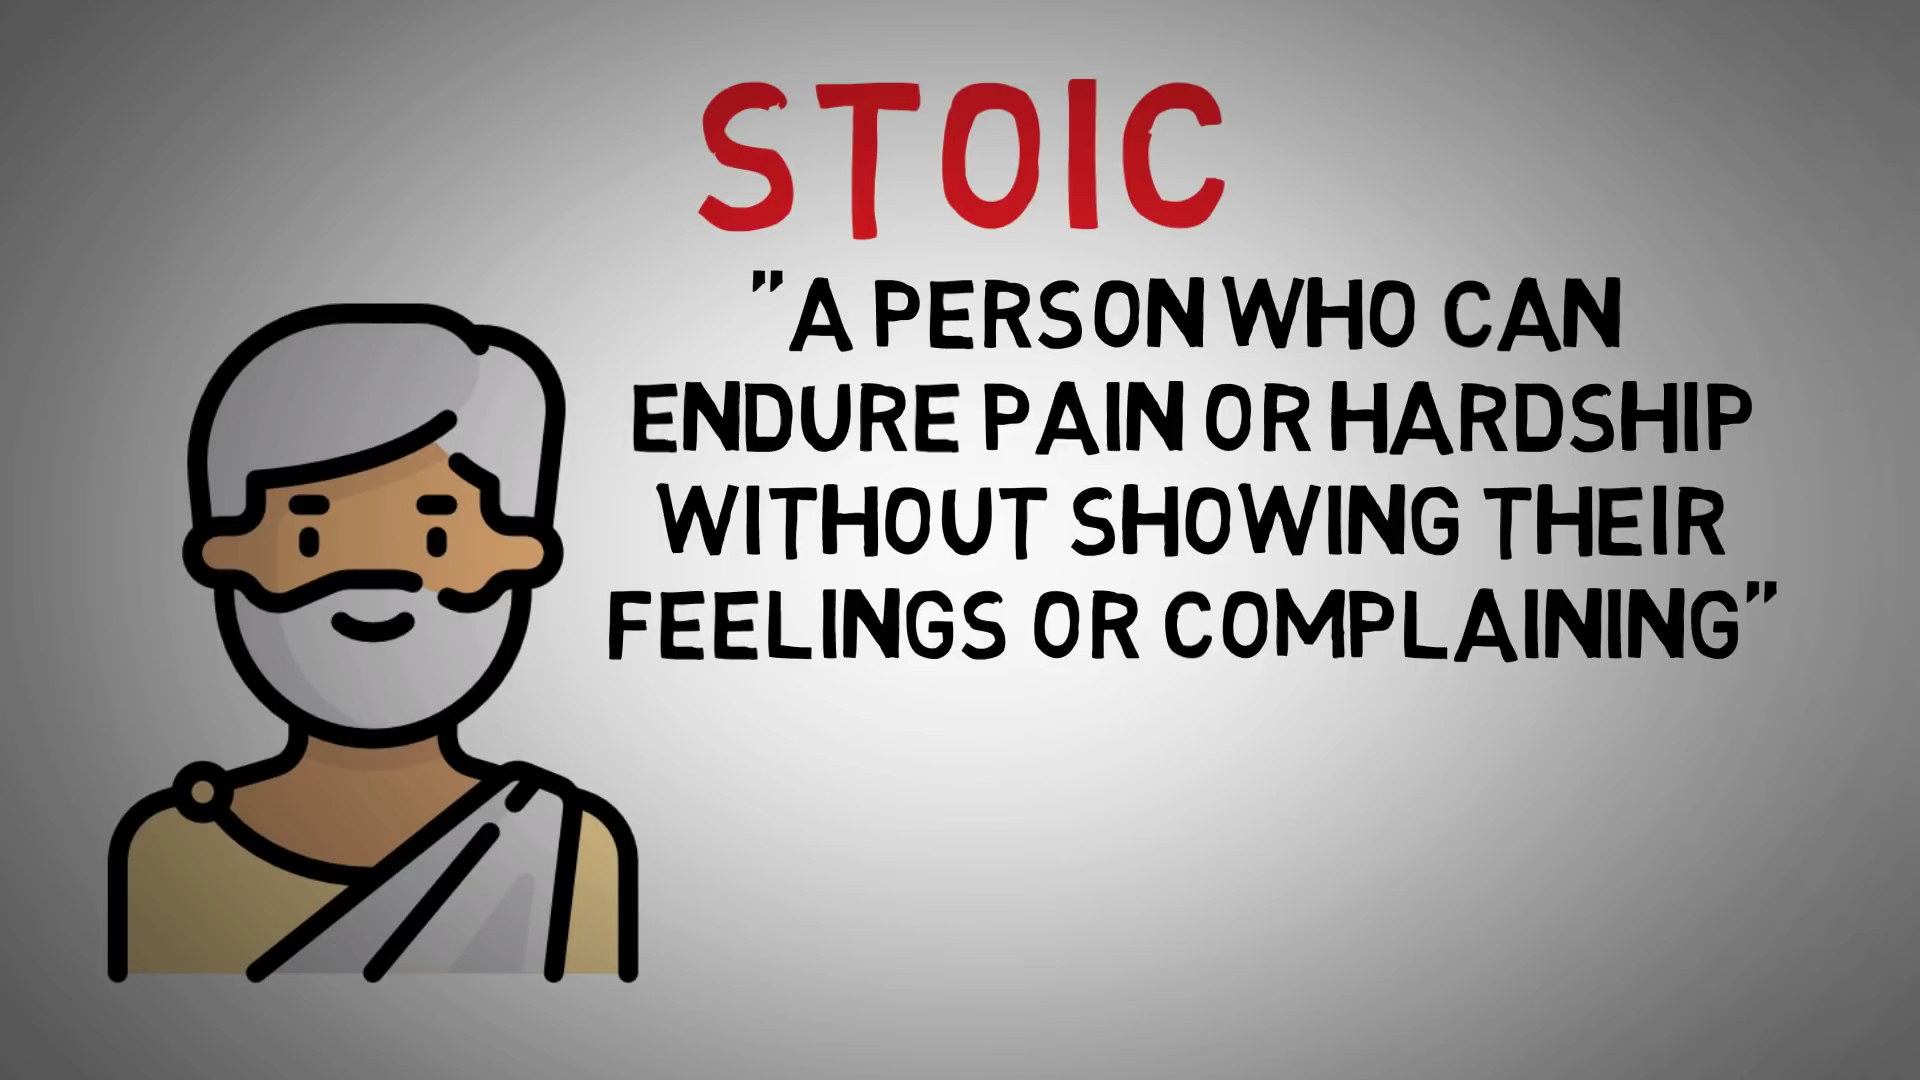 STOIC
"A PERSON WHO CAN
ENDURE PAIN OR HARDSHIP
WITHOUT SHOWING THEIR
FEELINGS OR COMPLAINING"